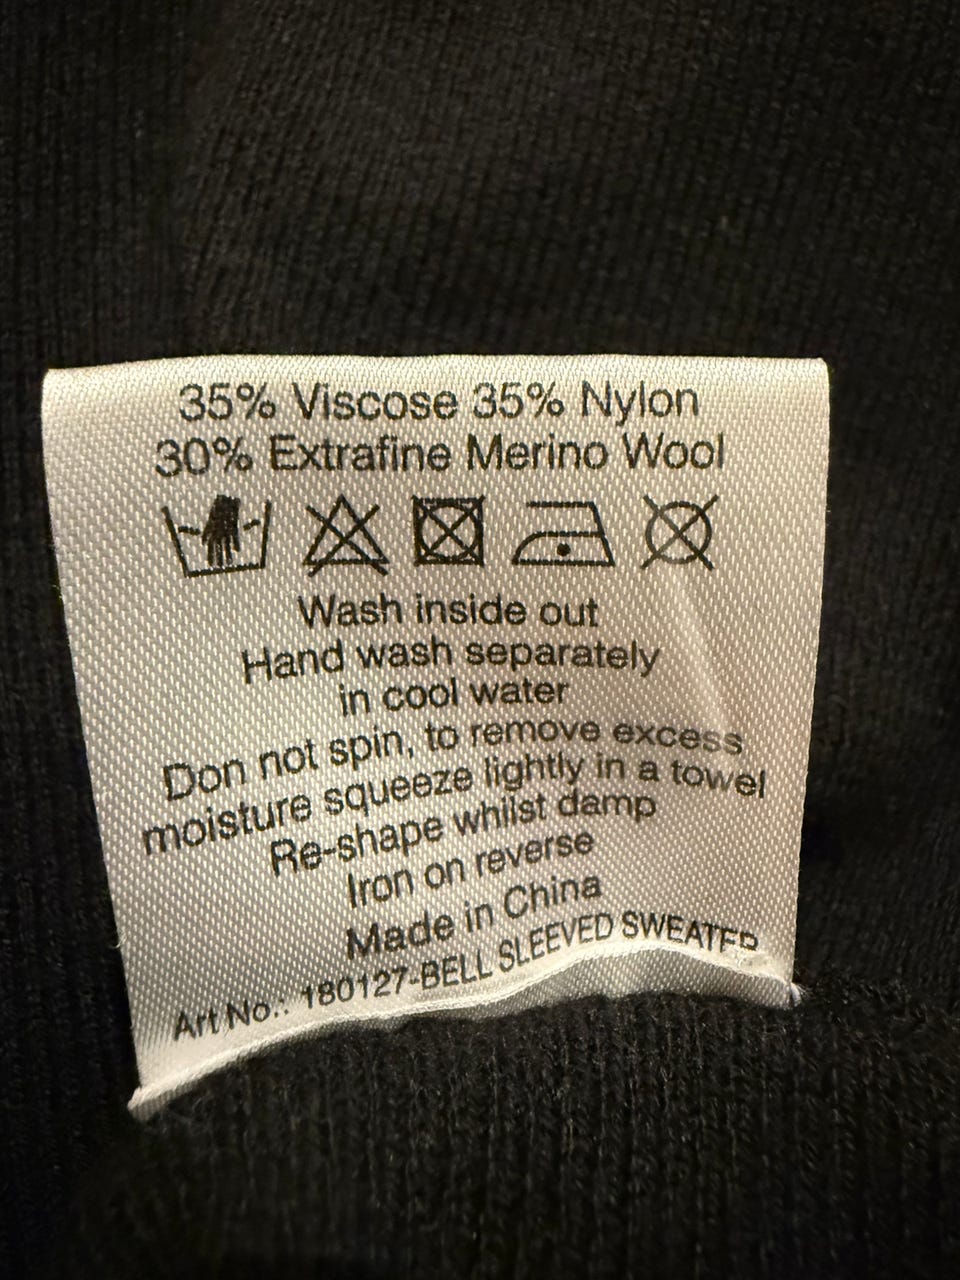 35% Viscose 35% Nylon
30% Extrafine Merino Wool
Wash inside out
Hand wash separately
in cool water
Don not spin, to remove excess
moisture squeeze lightly in a towel
Re-shape whilst damp
Iron on reverse
Made in China
Art No.: 180127-BELL SLEEVED SWEATER